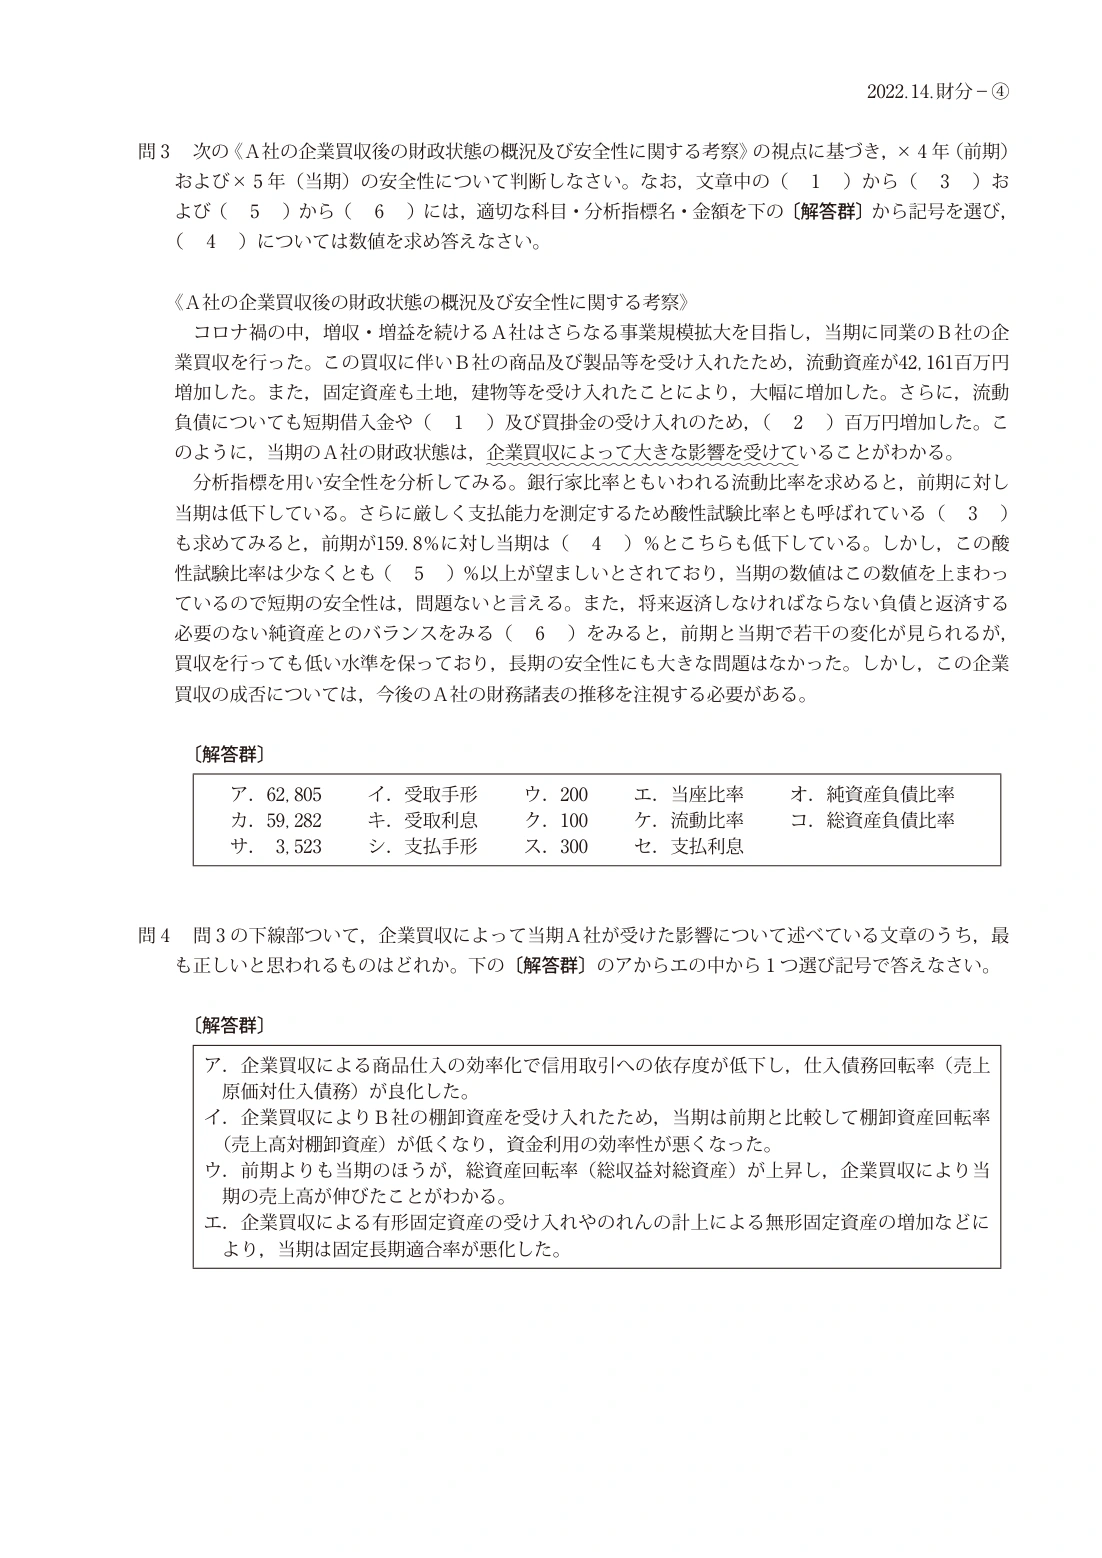 2022.14.財分－④
問３　次の《Ａ社の企業買収後の財政状態の概況及び安全性に関する考察》の視点に基づき，×４年（前期）
および×５年（当期）の安全性について判断しなさい。なお，文章中の（　1　）から（　3　）お
よび（　5　）から（　6　）には，適切な科目・分析指標名・金額を下の〔解答群〕から記号を選び，
（　4　）については数値を求め答えなさい。
《Ａ社の企業買収後の財政状態の概況及び安全性に関する考察》
コロナ禍の中，増収・増益を続けるＡ社はさらなる事業規模拡大を目指し，当期に同業のＢ社の企
業買収を行った。この買収に伴いＢ社の商品及び製品等を受け入れたため，流動資産が42,161百万円
増加した。また，固定資産も土地，建物等を受け入れたことにより，大幅に増加した。さらに，流動
負債についても短期借入金や（　1　）及び買掛金の受け入れのため，（　2　）百万円増加した。こ
のように，当期のＡ社の財政状態は，企業買収によって大きな影響を受けていることがわかる。
分析指標を用い安全性を分析してみる。銀行家比率ともいわれる流動比率を求めると，前期に対し
当期は低下している。さらに厳しく支払能力を測定するため酸性試験比率とも呼ばれている（　3　）
も求めてみると，前期が159.8％に対し当期は（　4　）％とこちらも低下している。しかし，この酸
性試験比率は少なくとも（　5　）％以上が望ましいとされており，当期の数値はこの数値を上まわっ
ているので短期の安全性は，問題ないと言える。また，将来返済しなければならない負債と返済する
必要のない純資産とのバランスをみる（　6　）をみると，前期と当期で若干の変化が見られるが，
買収を行っても低い水準を保っており，長期の安全性にも大きな問題はなかった。しかし，この企業
買収の成否については，今後のＡ社の財務諸表の推移を注視する必要がある。
〔解答群〕
ア．62,805　イ．受取手形　ウ．200　エ．当座比率　オ．純資産負債比率
カ．59,282　キ．受取利息　ク．100　ケ．流動比率　コ．総資産負債比率
サ．3,523　シ．支払手形　ス．300　セ．支払利息
問４　問３の下線部ついて，企業買収によって当期Ａ社が受けた影響について述べている文章のうち，最
も正しいと思われるものはどれか。下の〔解答群〕のアからエの中から１つ選び記号で答えなさい。
〔解答群〕
ア．企業買収による商品仕入の効率化で信用取引への依存度が低下し，仕入債務回転率（売上
原価対仕入債務）が良化した。
イ．企業買収によりＢ社の棚卸資産を受け入れたため，当期は前期と比較して棚卸資産回転率
（売上高対棚卸資産）が低くなり，資金利用の効率性が悪くなった。
ウ．前期よりも当期のほうが，総資産回転率（総収益対総資産）が上昇し，企業買収により当
期の売上高が伸びたことがわかる。
エ．企業買収による有形固定資産の受け入れやのれんの計上による無形固定資産の増加などに
より，当期は固定長期適合率が悪化した。